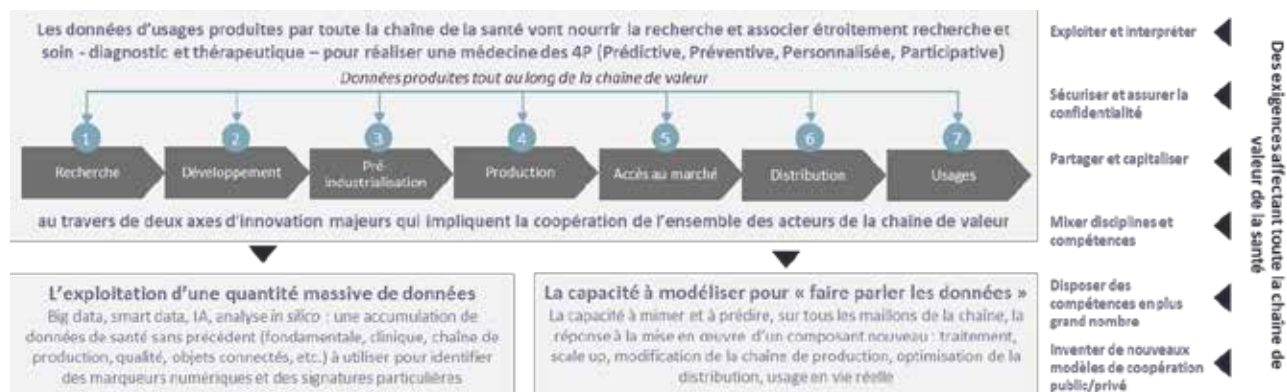 Les données d'usages produites par toute la chaîne de la santé vont nourrir la recherche et associer étroitement recherche et
soin - diagnostic et thérapeutique – pour réaliser une médecine des 4P (Prédictive, Préventive, Personnalisée, Participative)
Données produites tout au long de la chaîne de valeur
1
2
3
4
5
6
7
Recherche
Développement
Pré-
industrialisation
Production
Accès au marché
Distribution
Usages
au travers de deux axes d'innovation majeurs qui impliquent la coopération de l'ensemble des acteurs de la chaîne de valeur
L'exploitation d'une quantité massive de données
Big data, smart data, IA, analyse in silico : une accumulation de
données de santé sans précédent (fondamentale, clinique, chaîne de
production, qualité, objets connectés, etc.) à utiliser pour identifier
des marqueurs numériques et des signatures particulières
La capacité à modéliser pour « faire parler les données »
La capacité à mimer et à prédire, sur tous les maillons de la chaîne, la
réponse à la mise en œuvre d'un composant nouveau : traitement,
scale up, modification de la chaîne de production, optimisation de la
distribution, usage en vie réelle
Exploiter et interpréter
Sécuriser et assurer la
confidentialité
Partager et capitaliser
Mixer disciplines et
compétences
Disposer des
compétences en plus
grand nombre
Inventer de nouveaux
modèles de coopération
public/privé
Des exigences affectant toute la chaîne de
valeur de la santé